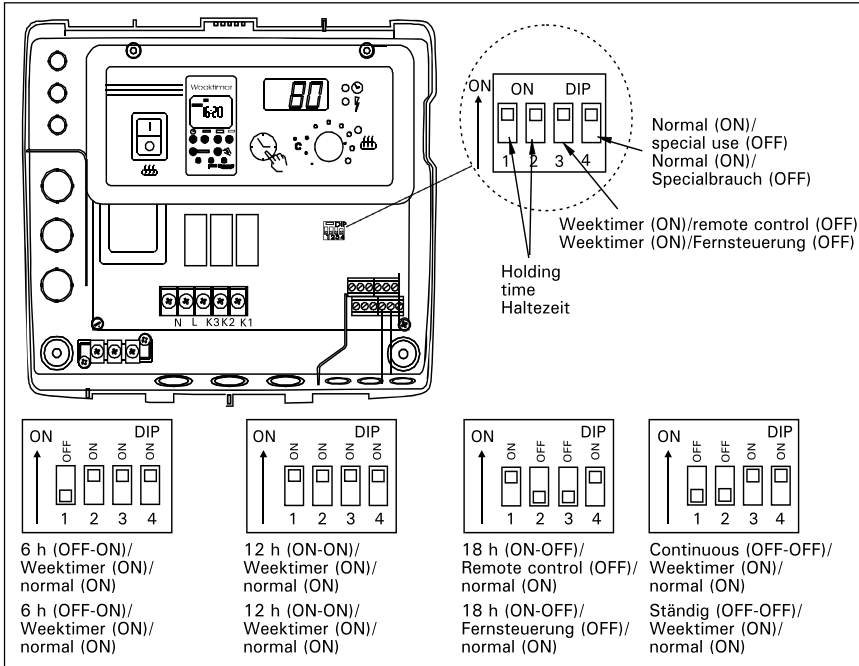 Weektimer
16:20
80
°C
I
O
DIP
1 2 3 4
N L K3 K2 K1
ON
ON DIP
1 2 3 4
Normal (ON)/
special use (OFF)
Normal (ON)/
Specialbrauch (OFF)
Weektimer (ON)/remote control (OFF)
Weektimer (ON)/Fernsteuerung (OFF)
Holding
time
Haltezeit
ON DIP
OFF ON ON ON
1 2 3 4
6 h (OFF-ON)/
Weektimer (ON)/
normal (ON)
6 h (OFF-ON)/
Weektimer (ON)/
normal (ON)
ON DIP
ON ON ON ON
1 2 3 4
12 h (ON-ON)/
Weektimer (ON)/
normal (ON)
12 h (ON-ON)/
Weektimer (ON)/
normal (ON)
ON DIP
ON OFF OFF ON
1 2 3 4
18 h (ON-OFF)/
Remote control (OFF)/
normal (ON)
18 h (ON-OFF)/
Fernsteuerung (OFF)/
normal (ON)
ON DIP
OFF OFF ON ON
1 2 3 4
Continuous (OFF-OFF)/
Weektimer (ON)/
normal (ON)
Ständig (OFF-OFF)/
Weektimer (ON)/
normal (ON)